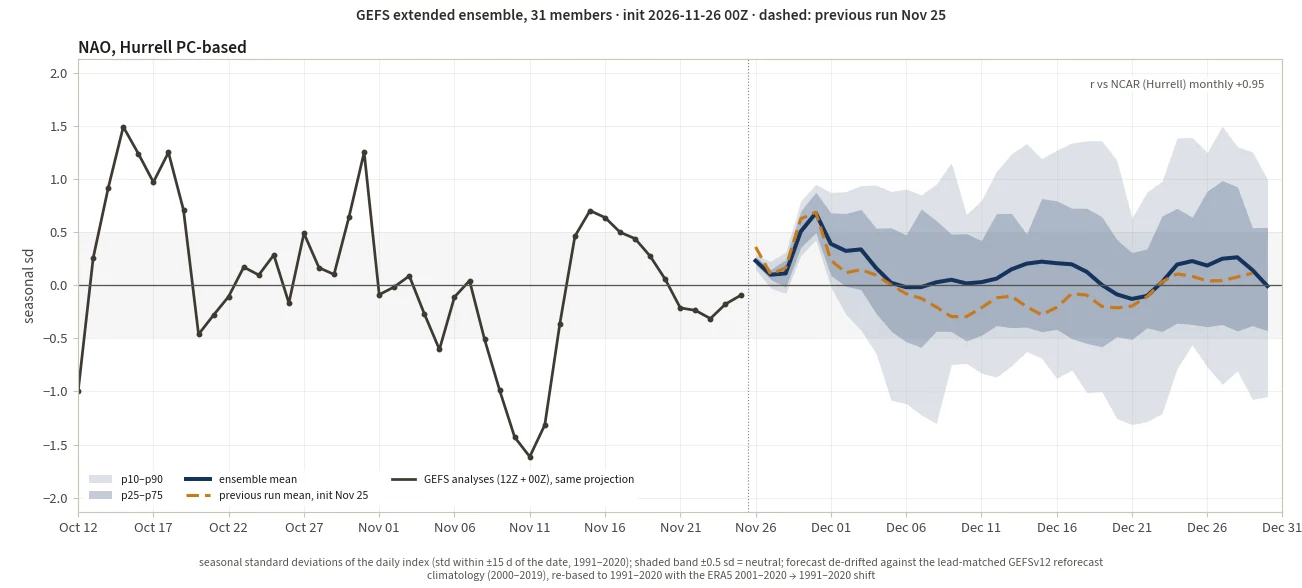 GEFS extended ensemble, 31 members · init 2026-11-26 00Z · dashed: previous run Nov 25
NAO, Hurrell PC-based
r vs NCAR (Hurrell) monthly +0.95
seasonal sd
2.0
1.5
1.0
0.5
0.0
−0.5
−1.0
−1.5
−2.0
p10–p90
p25–p75
ensemble mean
previous run mean, init Nov 25
GEFS analyses (12Z + 00Z), same projection
Oct 12
Oct 17
Oct 22
Oct 27
Nov 01
Nov 06
Nov 11
Nov 16
Nov 21
Nov 26
Dec 01
Dec 06
Dec 11
Dec 16
Dec 21
Dec 26
Dec 31
seasonal standard deviations of the daily index (std within ±15 d of the date, 1991–2020); shaded band ±0.5 sd = neutral; forecast de-drifted against the lead-matched GEFSv12 reforecast
climatology (2000–2019), re-based to 1991–2020 with the ERA5 2001–2020 → 1991–2020 shift